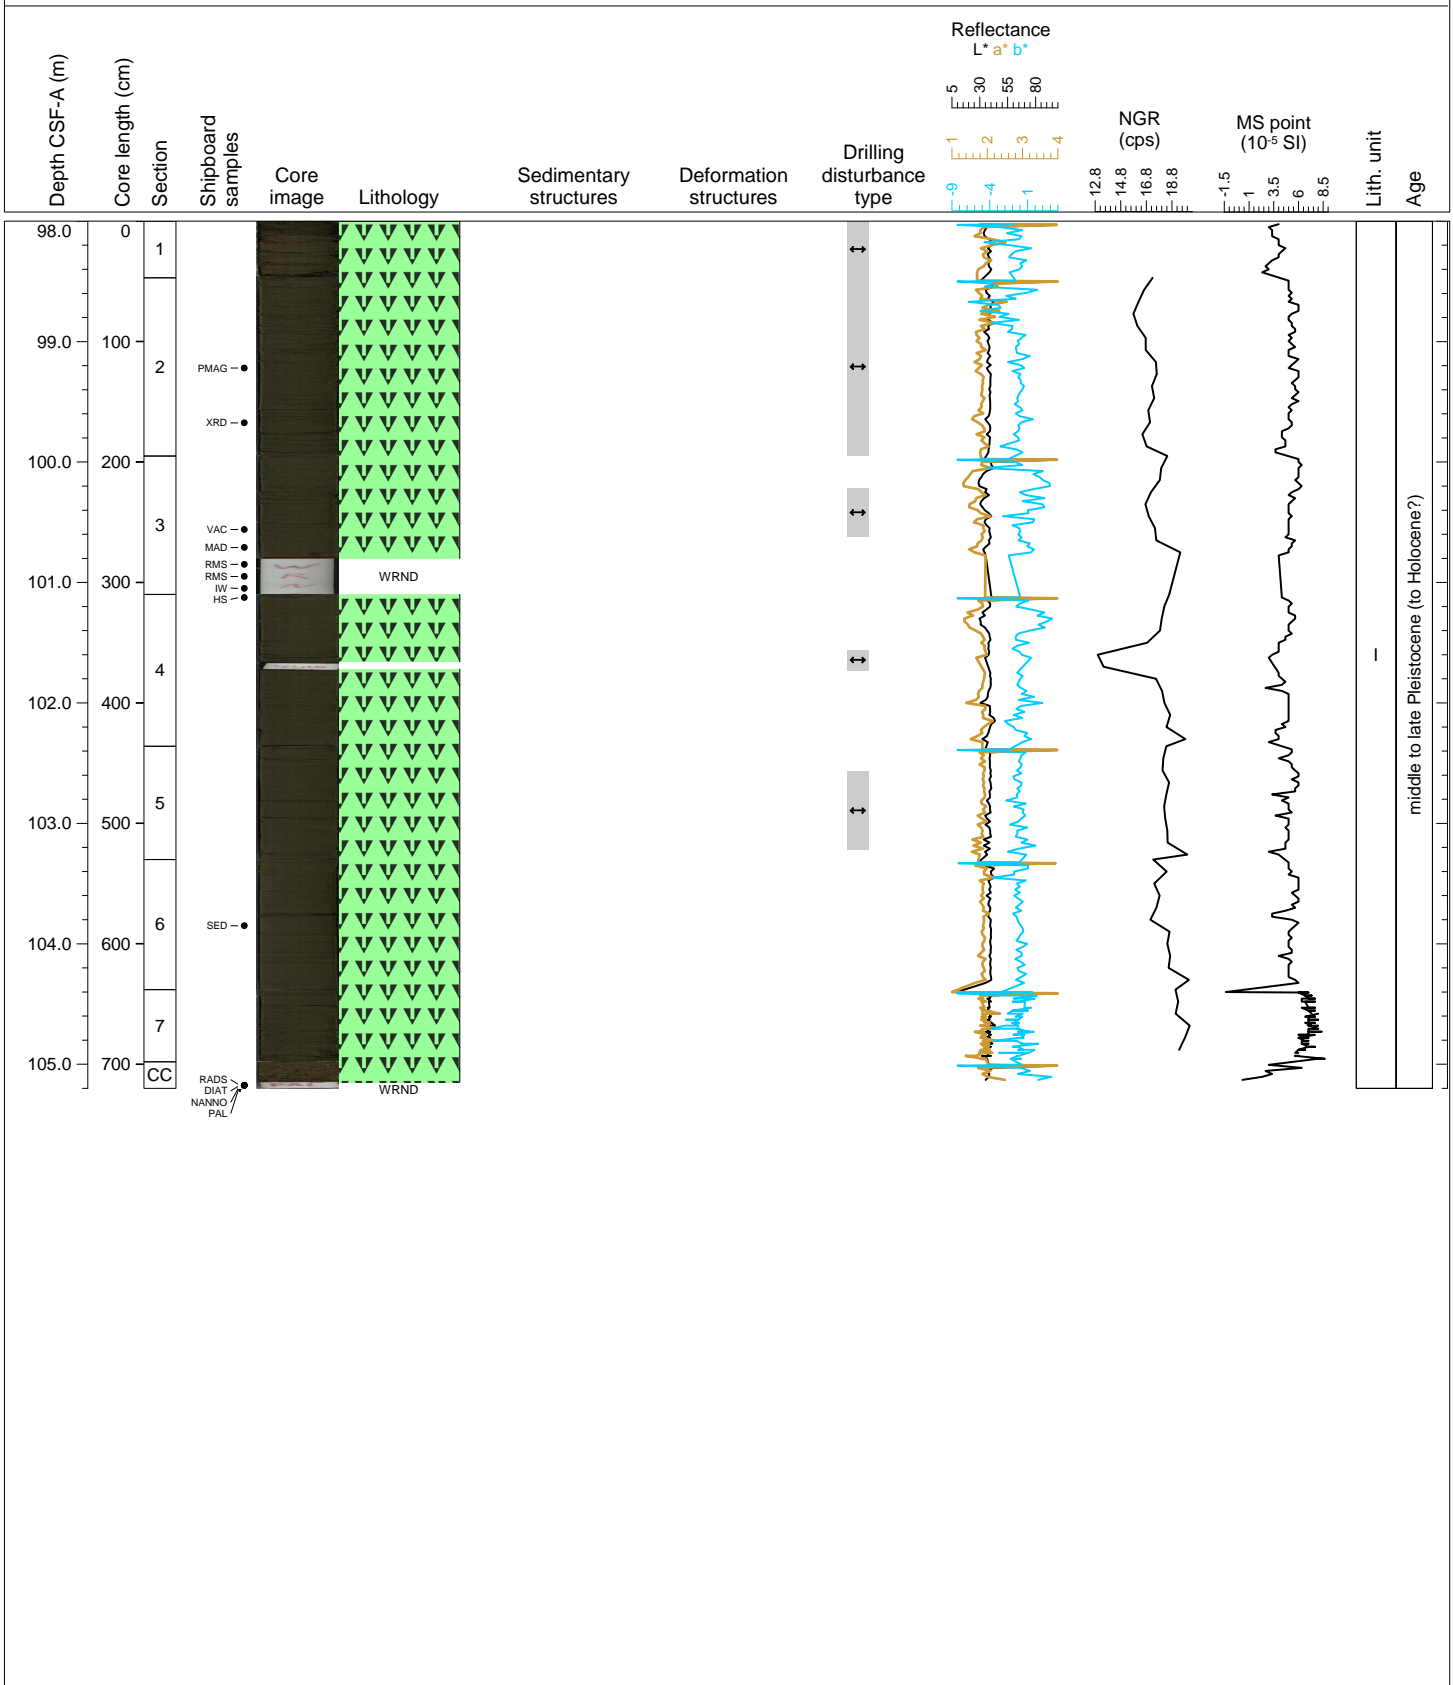 Depth CSF-A (m)
Core length (cm)
Section
Shipboard
samples
Core
image
Lithology
Sedimentary
structures
Deformation
structures
Drilling
disturbance
type
Reflectance
L* a* b*
5 30 55 80
1 2 3 4
-9 -4 1
NGR
(cps)
12.8 14.8 16.8 18.8
MS point
(10-5 SI)
-1.5 1 3.5 6 8.5
Lith. unit
Age
98.0 0
1
99.0 100
2
PMAG
XRD
100.0 200
3
VAC
MAD
RMS
RMS
IW
HS
WRND
101.0 300
4
I
middle to late Pleistocene (to Holocene?)
102.0 400
5
103.0 500
6
SED
104.0 600
7
105.0 700
CC
RADS
DIAT
NANNO
PAL
WRND